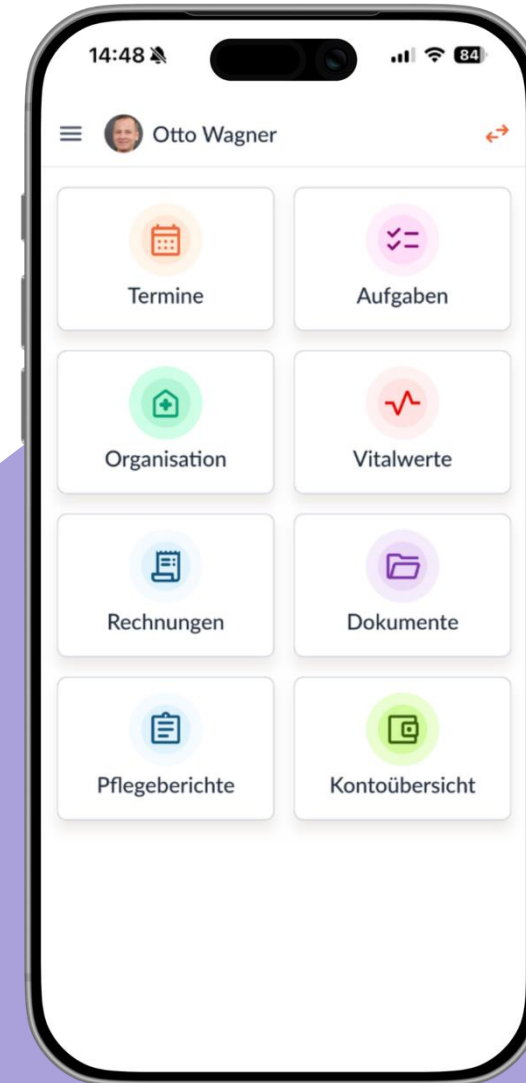 14:48
84
Otto Wagner
Termine
Aufgaben
Organisation
Vitalwerte
Rechnungen
Dokumente
Pflegeberichte
Kontoübersicht